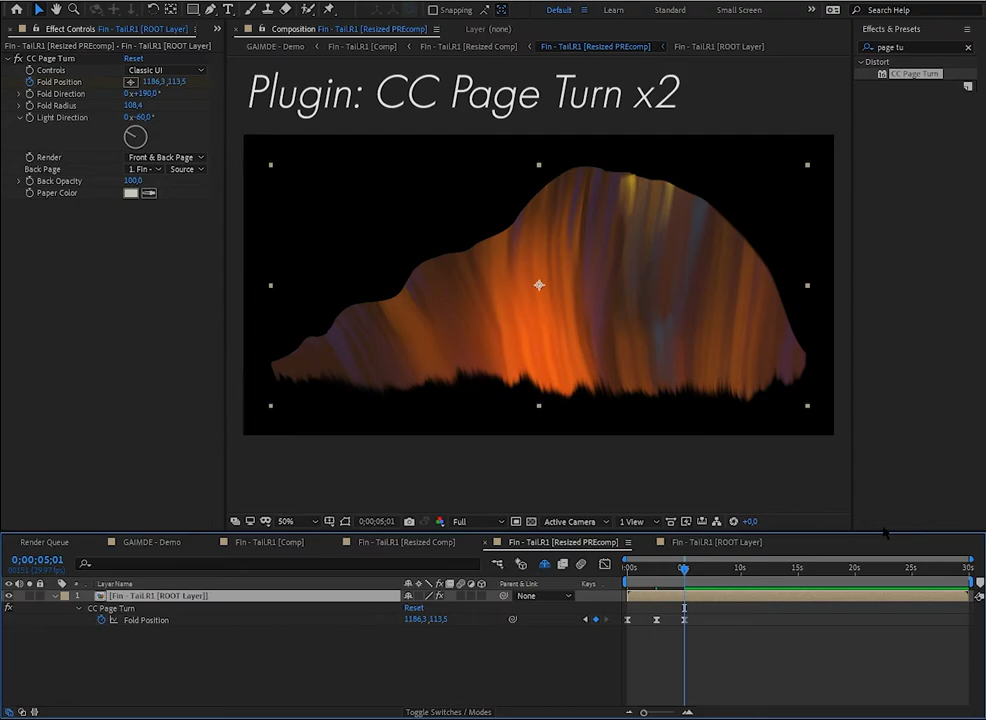 Snapping
Default
Learn
Standard
Small Screen
Search Help
Effect Controls Fin - Tail.R1 [ROOT Layer]
Composition Fin - Tail.R1 [Resized PREcomp]
Layer (none)
Effects & Presets
Fin - Tail.R1 [Resized PREcomp] · Fin - Tail.R1 [ROOT Layer]
GAIMDE - Demo
Fin - Tail.R1 [Comp]
Fin - Tail.R1 [Resized Comp]
Fin - Tail.R1 [Resized PREcomp]
Fin - Tail.R1 [ROOT Layer]
page tu
fx CC Page Turn Reset
Distort
Controls Classic UI
CC Page Turn
Fold Position 1186,3,113,5
Fold Direction 0x+190,0°
Fold Radius 108,4
Light Direction 0x-60,0°
Plugin: CC Page Turn x2
Render Front & Back Page
Back Page 1. Fin - Source
Back Opacity 100,0
Paper Color
50%
0;00;05;01
Full
Active Camera
1 View
+0,0
Render Queue
GAIMDE - Demo
Fin - Tail.R1 [Comp]
Fin - Tail.R1 [Resized Comp]
Fin - Tail.R1 [Resized PREcomp]
Fin - Tail.R1 [ROOT Layer]
0;00;05;01
00151 (29.97 fps)
:00s 05s 10s 15s 20s 25s 30s
# Layer Name Parent & Link Keys
1 [Fin - Tail.R1 [ROOT Layer]] None
fx CC Page Turn Reset
Fold Position 1186,3,113,5
Toggle Switches / Modes